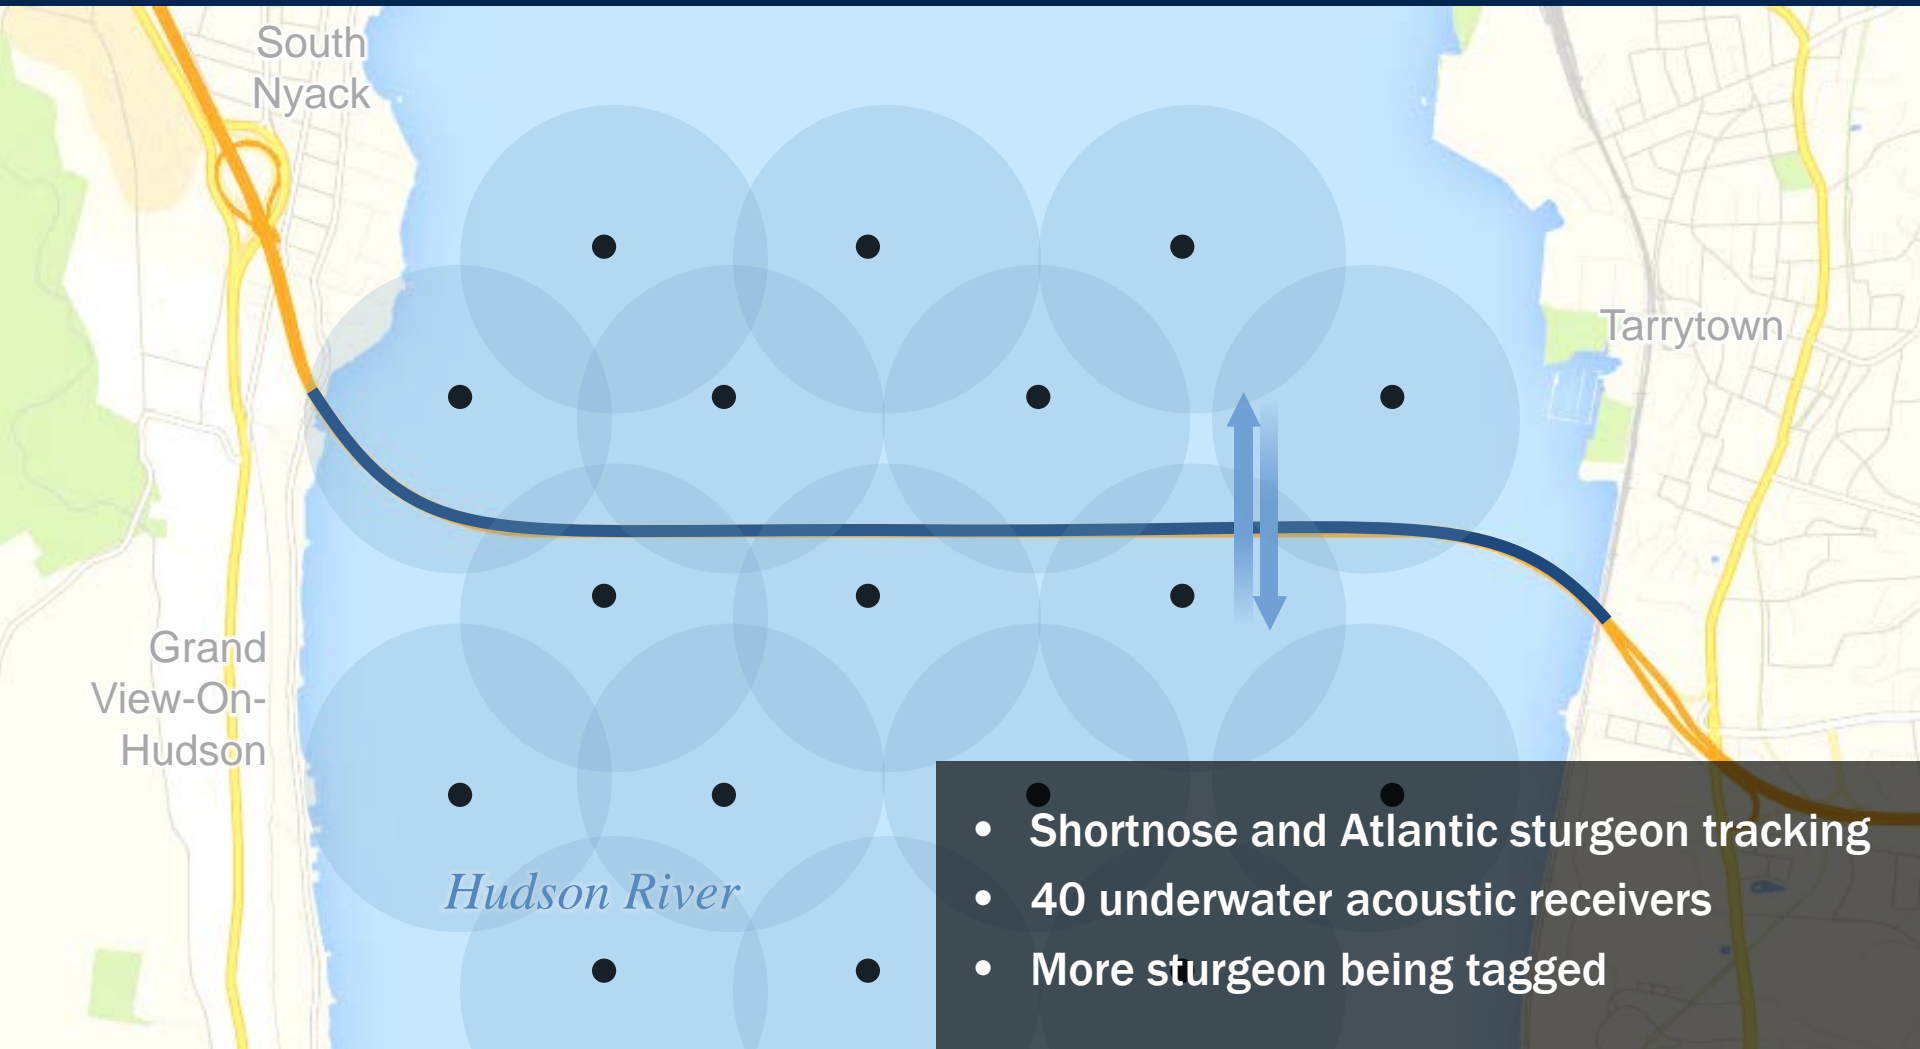 South
Nyack
Tarrytown
Grand
View-On-
Hudson
Hudson River
• Shortnose and Atlantic sturgeon tracking
• 40 underwater acoustic receivers
• More sturgeon being tagged